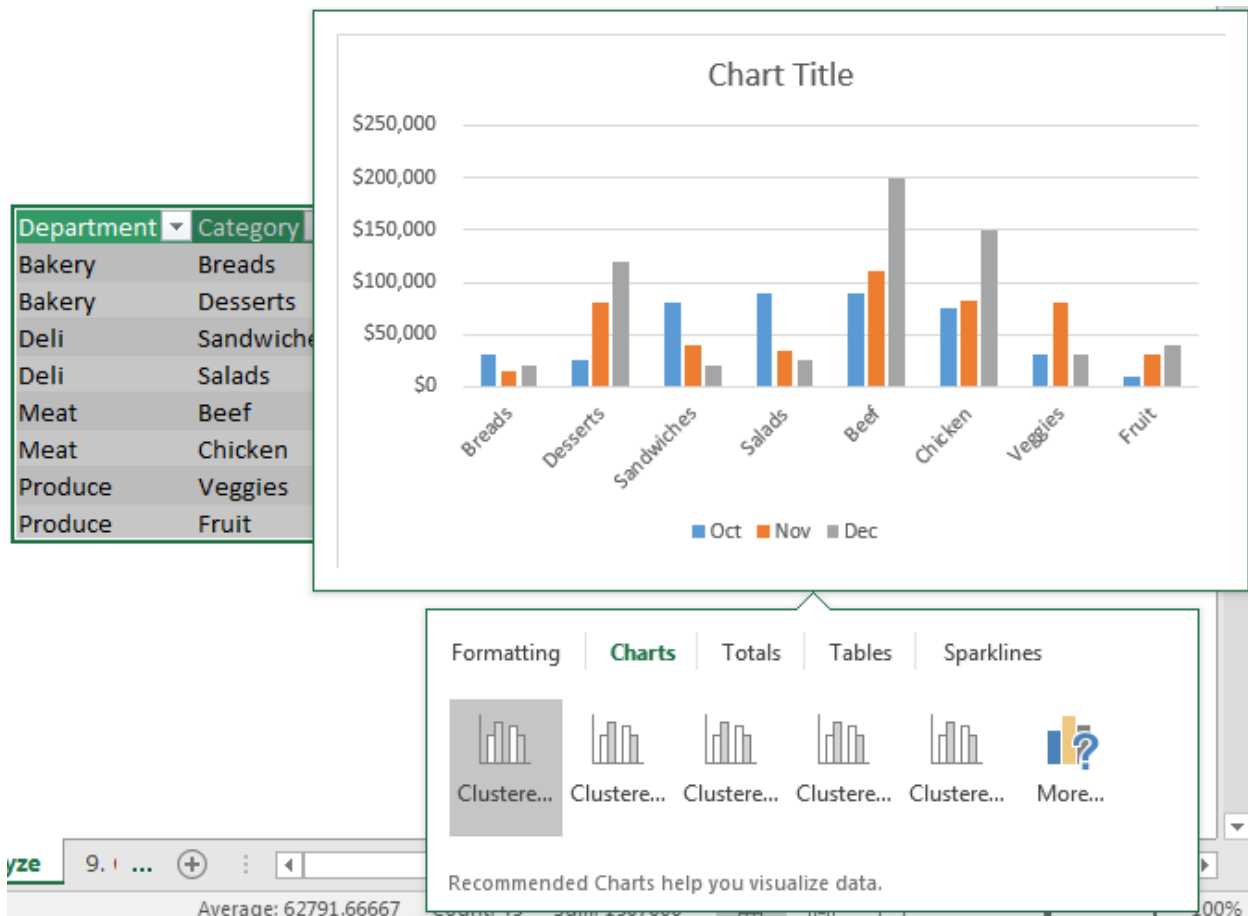 Chart Title
$250,000
$200,000
$150,000
$100,000
$50,000
$0
Breads
Desserts
Sandwiches
Salads
Beef
Chicken
Veggies
Fruit
Oct Nov Dec
Department Category
Bakery Breads
Bakery Desserts
Deli Sandwiche
Deli Salads
Meat Beef
Meat Chicken
Produce Veggies
Produce Fruit
Formatting Charts Totals Tables Sparklines
Clustere... Clustere... Clustere... Clustere... Clustere... More...
Recommended Charts help you visualize data.
yze 9. ...
Average: 62791.66667
100%